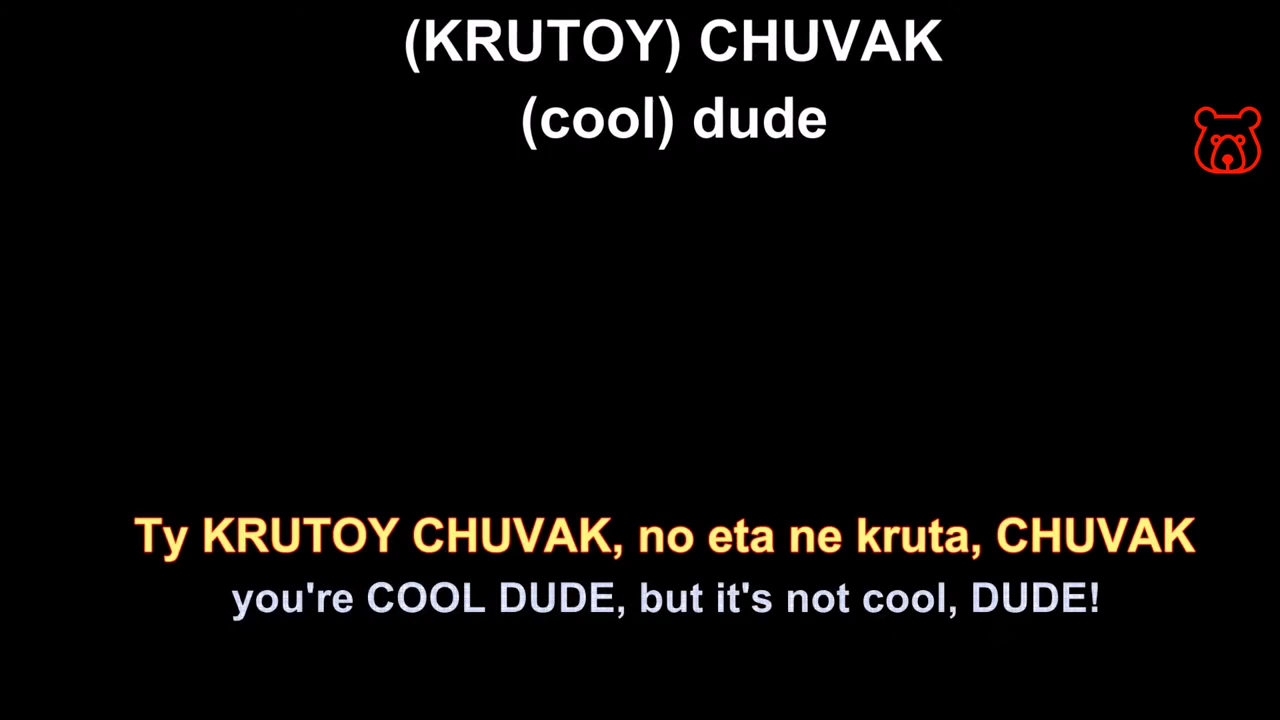 (KRUTOY) CHUVAK
(cool) dude
Ty KRUTOY CHUVAK, no eta ne kruta, CHUVAK
you're COOL DUDE, but it's not cool, DUDE!